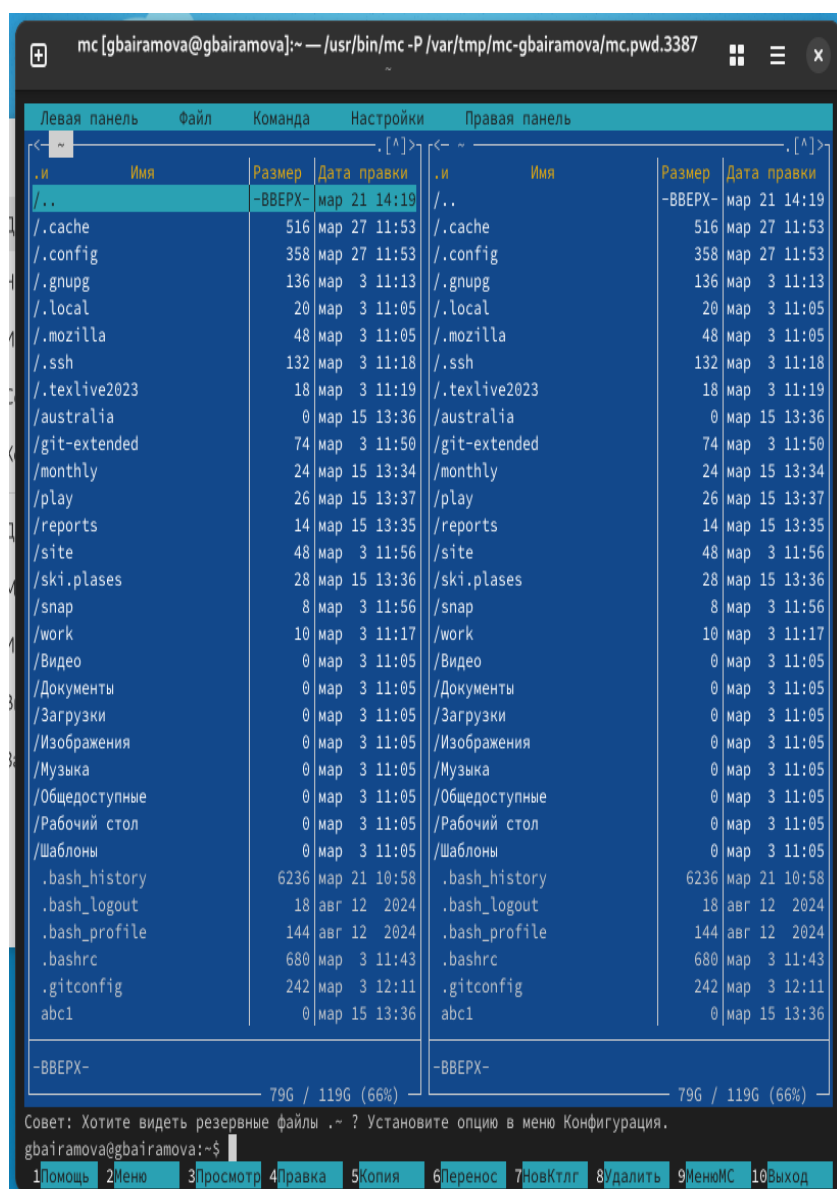 mc [gbairamova@gbairamova]:~ — /usr/bin/mc -P /var/tmp/mc-gbairamova/mc.pwd.3387
~
Левая панель Файл Команда Настройки Правая панель
<- ~ .[^]> <- ~ .[^]>
.и Имя Размер Дата правки .и Имя Размер Дата правки
/.. -ВВЕРХ- мар 21 14:19 /.. -ВВЕРХ- мар 21 14:19
/.cache 516 мар 27 11:53 /.cache 516 мар 27 11:53
/.config 358 мар 27 11:53 /.config 358 мар 27 11:53
/.gnupg 136 мар 3 11:13 /.gnupg 136 мар 3 11:13
/.local 20 мар 3 11:05 /.local 20 мар 3 11:05
/.mozilla 48 мар 3 11:05 /.mozilla 48 мар 3 11:05
/.ssh 132 мар 3 11:18 /.ssh 132 мар 3 11:18
/.texlive2023 18 мар 3 11:19 /.texlive2023 18 мар 3 11:19
/australia 0 мар 15 13:36 /australia 0 мар 15 13:36
/git-extended 74 мар 3 11:50 /git-extended 74 мар 3 11:50
/monthly 24 мар 15 13:34 /monthly 24 мар 15 13:34
/play 26 мар 15 13:37 /play 26 мар 15 13:37
/reports 14 мар 15 13:35 /reports 14 мар 15 13:35
/site 48 мар 3 11:56 /site 48 мар 3 11:56
/ski.plases 28 мар 15 13:36 /ski.plases 28 мар 15 13:36
/snap 8 мар 3 11:56 /snap 8 мар 3 11:56
/work 10 мар 3 11:17 /work 10 мар 3 11:17
/Видео 0 мар 3 11:05 /Видео 0 мар 3 11:05
/Документы 0 мар 3 11:05 /Документы 0 мар 3 11:05
/Загрузки 0 мар 3 11:05 /Загрузки 0 мар 3 11:05
/Изображения 0 мар 3 11:05 /Изображения 0 мар 3 11:05
/Музыка 0 мар 3 11:05 /Музыка 0 мар 3 11:05
/Общедоступные 0 мар 3 11:05 /Общедоступные 0 мар 3 11:05
/Рабочий стол 0 мар 3 11:05 /Рабочий стол 0 мар 3 11:05
/Шаблоны 0 мар 3 11:05 /Шаблоны 0 мар 3 11:05
.bash_history 6236 мар 21 10:58 .bash_history 6236 мар 21 10:58
.bash_logout 18 авг 12 2024 .bash_logout 18 авг 12 2024
.bash_profile 144 авг 12 2024 .bash_profile 144 авг 12 2024
.bashrc 680 мар 3 11:43 .bashrc 680 мар 3 11:43
.gitconfig 242 мар 3 12:11 .gitconfig 242 мар 3 12:11
abc1 0 мар 15 13:36 abc1 0 мар 15 13:36
-ВВЕРХ- -ВВЕРХ-
79G / 119G (66%) 79G / 119G (66%)
Совет: Хотите видеть резервные файлы .~ ? Установите опцию в меню Конфигурация.
gbairamova@gbairamova:~$
1Помощь 2Меню 3Просмотр 4Правка 5Копия 6Перенос 7НовКтлг 8Удалить 9МенюMC 10Выход